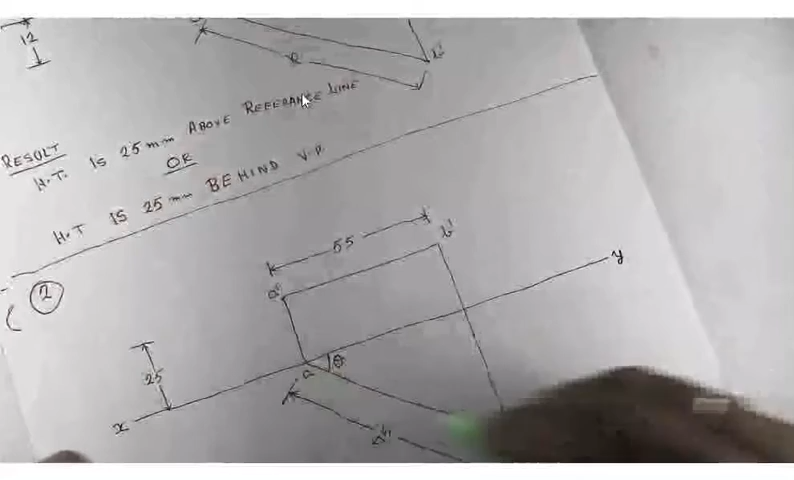 12
l
b'
RESULT
H.T. IS 25 mm ABOVE REFERANCE LINE
OR
H.T IS 25 mm BEHIND V.P.
2
55
a'
b'
y
25
a
θ
x